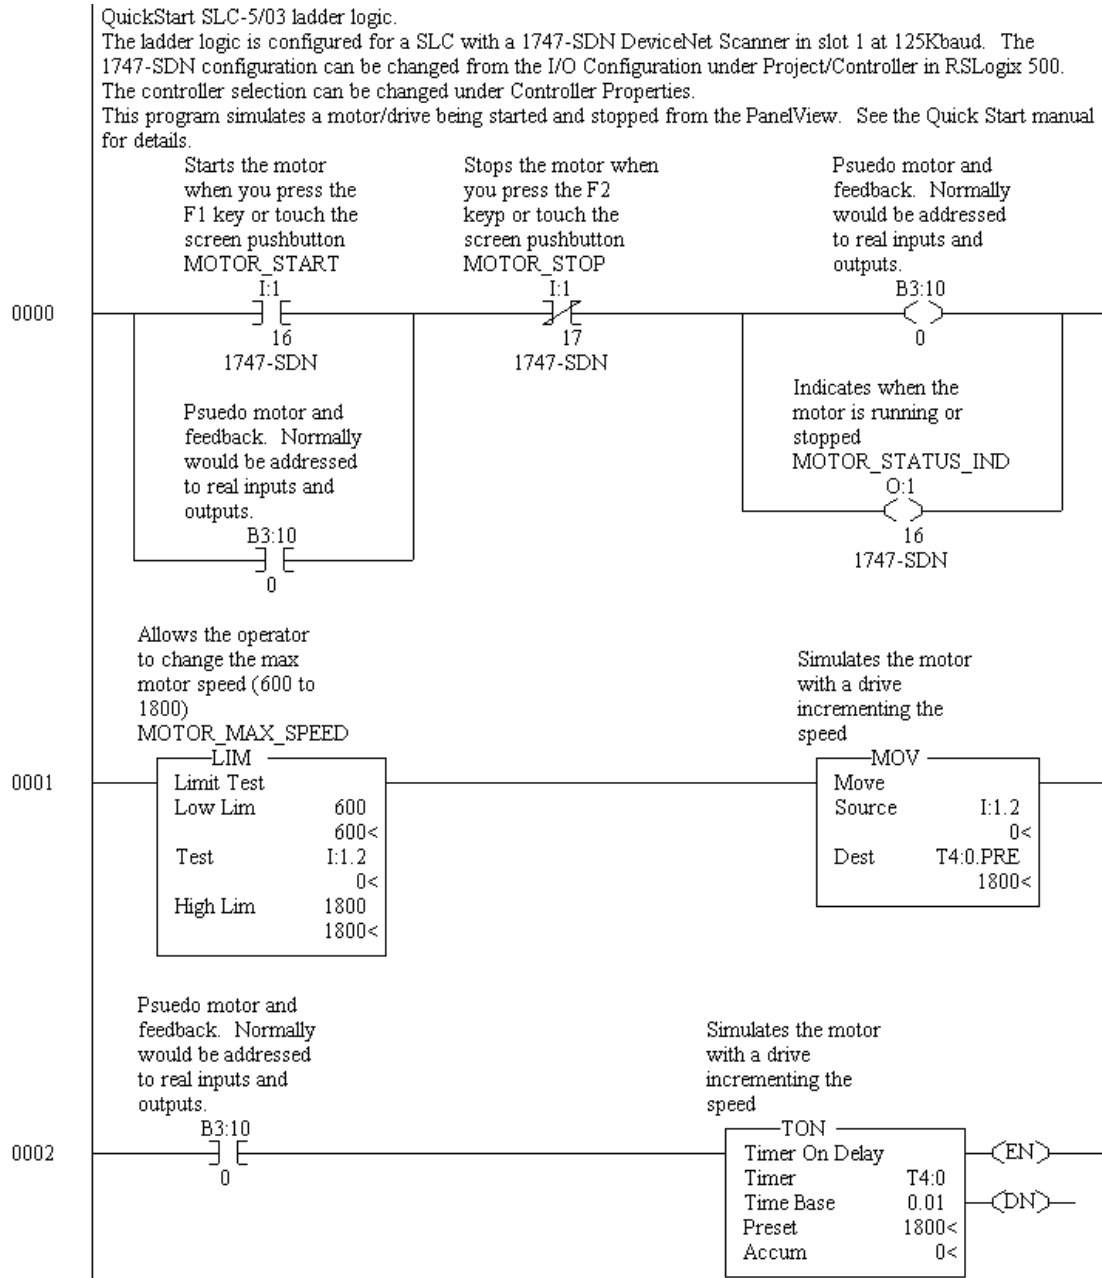 QuickStart SLC-5/03 ladder logic.
The ladder logic is configured for a SLC with a 1747-SDN DeviceNet Scanner in slot 1 at 125Kbaud. The
1747-SDN configuration can be changed from the I/O Configuration under Project/Controller in RSLogix 500.
The controller selection can be changed under Controller Properties.
This program simulates a motor/drive being started and stopped from the PanelView. See the Quick Start manual
for details.
Starts the motor
when you press the
F1 key or touch the
screen pushbutton
MOTOR_START
I:1
16
1747-SDN
Stops the motor when
you press the F2
keyp or touch the
screen pushbutton
MOTOR_STOP
I:1
17
1747-SDN
Psuedo motor and
feedback. Normally
would be addressed
to real inputs and
outputs.
B3:10
0
0000
Psuedo motor and
feedback. Normally
would be addressed
to real inputs and
outputs.
B3:10
0
Indicates when the
motor is running or
stopped
MOTOR_STATUS_IND
O:1
16
1747-SDN
Allows the operator
to change the max
motor speed (600 to
1800)
MOTOR_MAX_SPEED
0001
LIM
Limit Test
Low Lim 600
600<
Test I:1.2
0<
High Lim 1800
1800<
Simulates the motor
with a drive
incrementing the
speed
MOV
Move
Source I:1.2
0<
Dest T4:0.PRE
1800<
Psuedo motor and
feedback. Normally
would be addressed
to real inputs and
outputs.
B3:10
0
0002
Simulates the motor
with a drive
incrementing the
speed
TON
Timer On Delay
Timer T4:0
Time Base 0.01
Preset 1800<
Accum 0<
EN
DN